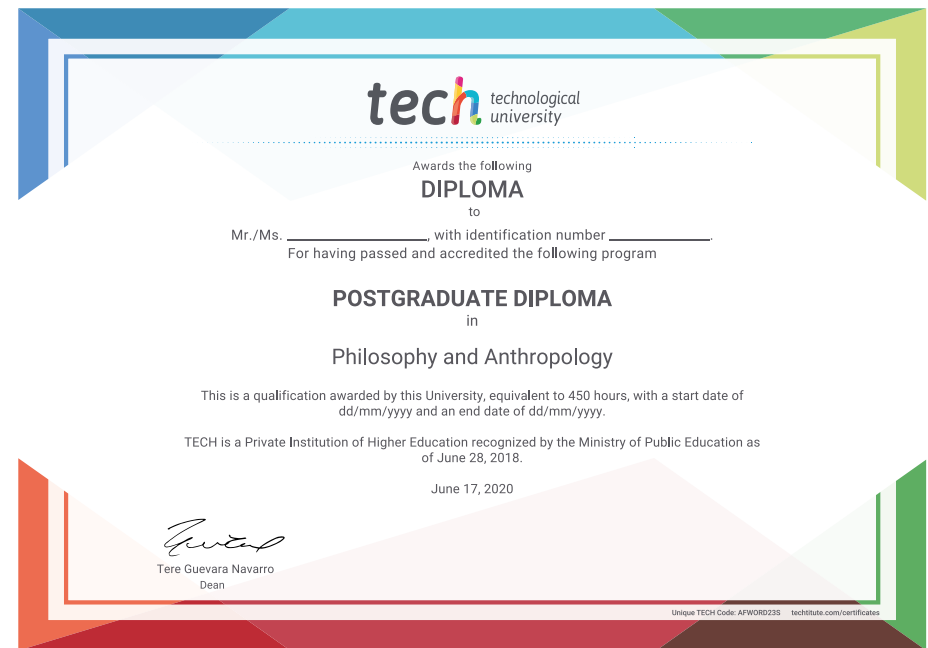 tech technological
university
Awards the following
DIPLOMA
to
Mr./Ms. ____________________, with identification number ______________.
For having passed and accredited the following program
POSTGRADUATE DIPLOMA
in
Philosophy and Anthropology
This is a qualification awarded by this University, equivalent to 450 hours, with a start date of
dd/mm/yyyy and an end date of dd/mm/yyyy.
TECH is a Private Institution of Higher Education recognized by the Ministry of Public Education as
of June 28, 2018.
June 17, 2020
Tere Guevara Navarro
Dean
Unique TECH Code: AFWORD23S techtitute.com/certificates